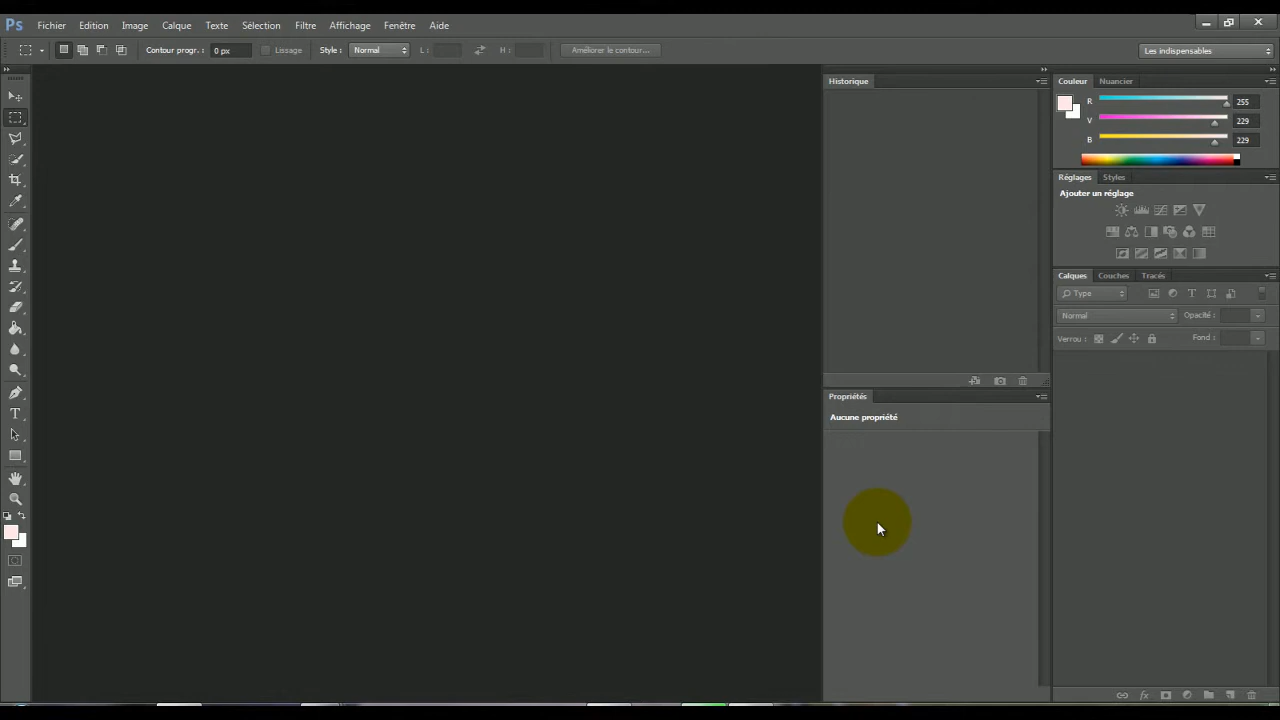 Ps Fichier Edition Image Calque Texte Sélection Filtre Affichage Fenêtre Aide
Contour progr. : 0 px Lissage Style : Normal L : H : Améliorer le contour... Les indispensables
Historique
Couleur Nuancier
R 255
V 229
B 229
Réglages Styles
Ajouter un réglage
Calques Couches Tracés
Type
Normal Opacité :
Verrou : Fond :
Propriétés
Aucune propriété